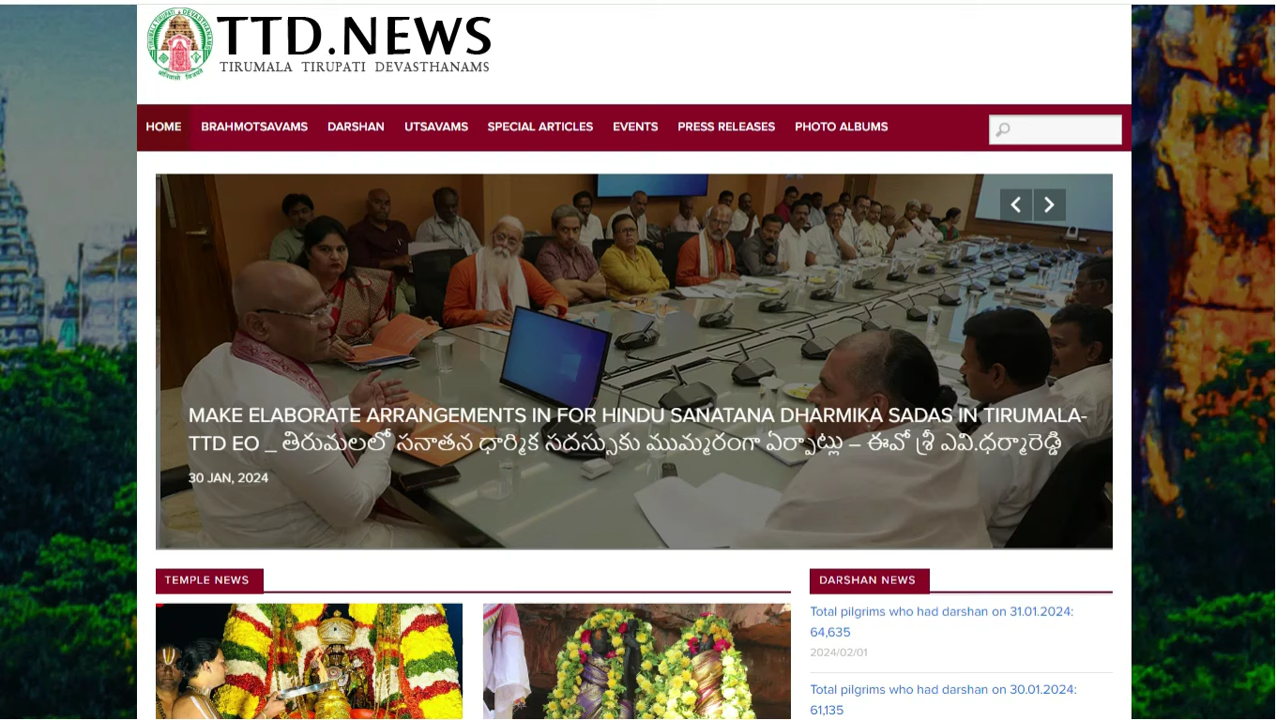 TTD.NEWS
TIRUMALA TIRUPATI DEVASTHANAMS
HOME BRAHMOTSAVAMS DARSHAN UTSAVAMS SPECIAL ARTICLES EVENTS PRESS RELEASES PHOTO ALBUMS
MAKE ELABORATE ARRANGEMENTS IN FOR HINDU SANATANA DHARMIKA SADAS IN TIRUMALA-
TTD EO _ తిరుమలలో సనాతన ధార్మిక సదస్సుకు ముమ్మరంగా ఏర్పాట్లు – ఈవో శ్రీ ఎవి.ధర్మారెడ్డి
30 JAN, 2024
TEMPLE NEWS
DARSHAN NEWS
Total pilgrims who had darshan on 31.01.2024:
64,635
2024/02/01
Total pilgrims who had darshan on 30.01.2024:
61,135